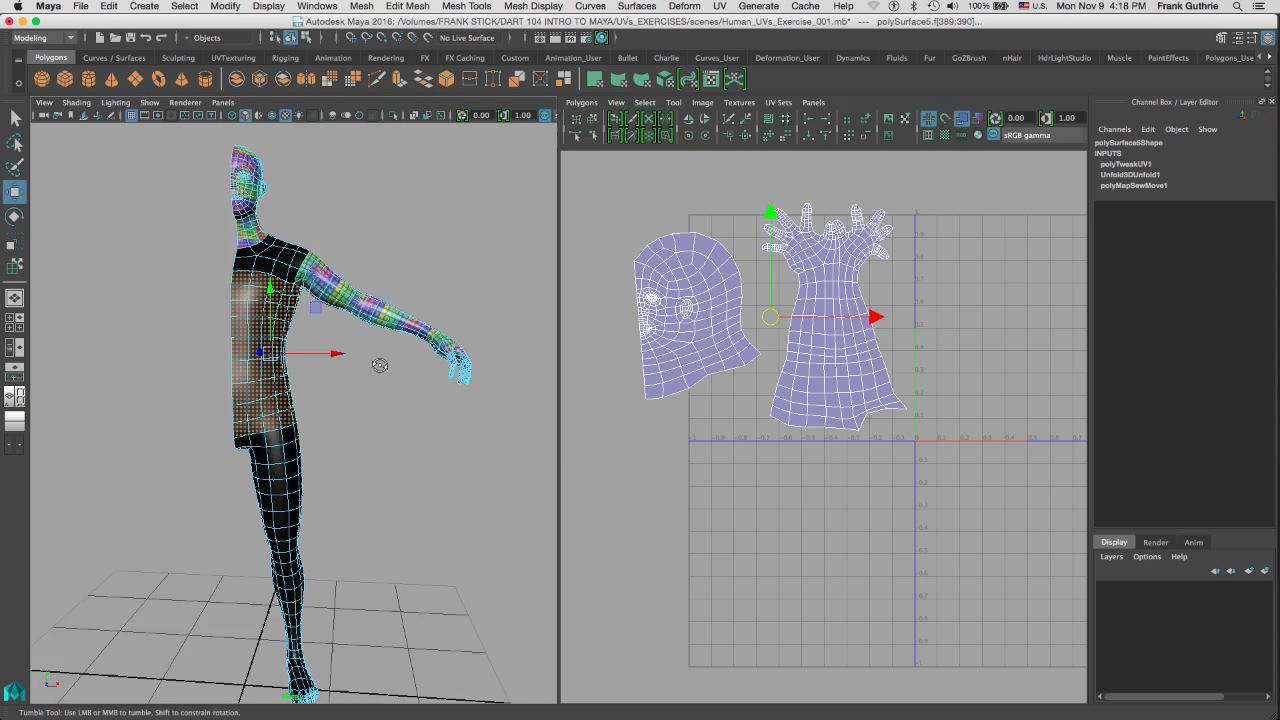 Maya File Edit Create Select Modify Display Windows Mesh Edit Mesh Mesh Tools Mesh Display Curves Surfaces Deform UV Generate Cache Help 100% U.S. Mon Nov 9 4:18 PM Frank Guthrie
Autodesk Maya 2016: /Volumes/FRANK STICK/DART 104 INTRO TO MAYA/UVs_EXERCISES/scenes/Human_UVs_Exercise_001.mb* --- polySurface5.f[389:390]...
Modeling Objects No Live Surface
Polygons Curves / Surfaces Sculpting UVTexturing Rigging Animation Rendering FX FX Caching Custom Animation_User Bullet Charlie Curves_User Deformation_User Dynamics Fluids Fur GoZBrush nHair HdrLightStudio Muscle PaintEffects Polygons_Use
View Shading Lighting Show Renderer Panels
0.00 1.00
Polygons View Select Tool Image Textures UV Sets Panels
0.00 1.00
sRGB gamma
Channel Box / Layer Editor
Channels Edit Object Show
polySurface5Shape
INPUTS
polyTweakUV1
Unfold3DUnfold1
polyMapSewMove1
Display Render Anim
Layers Options Help
Tumble Tool: Use LMB or MMB to tumble. Shift to constrain rotation.